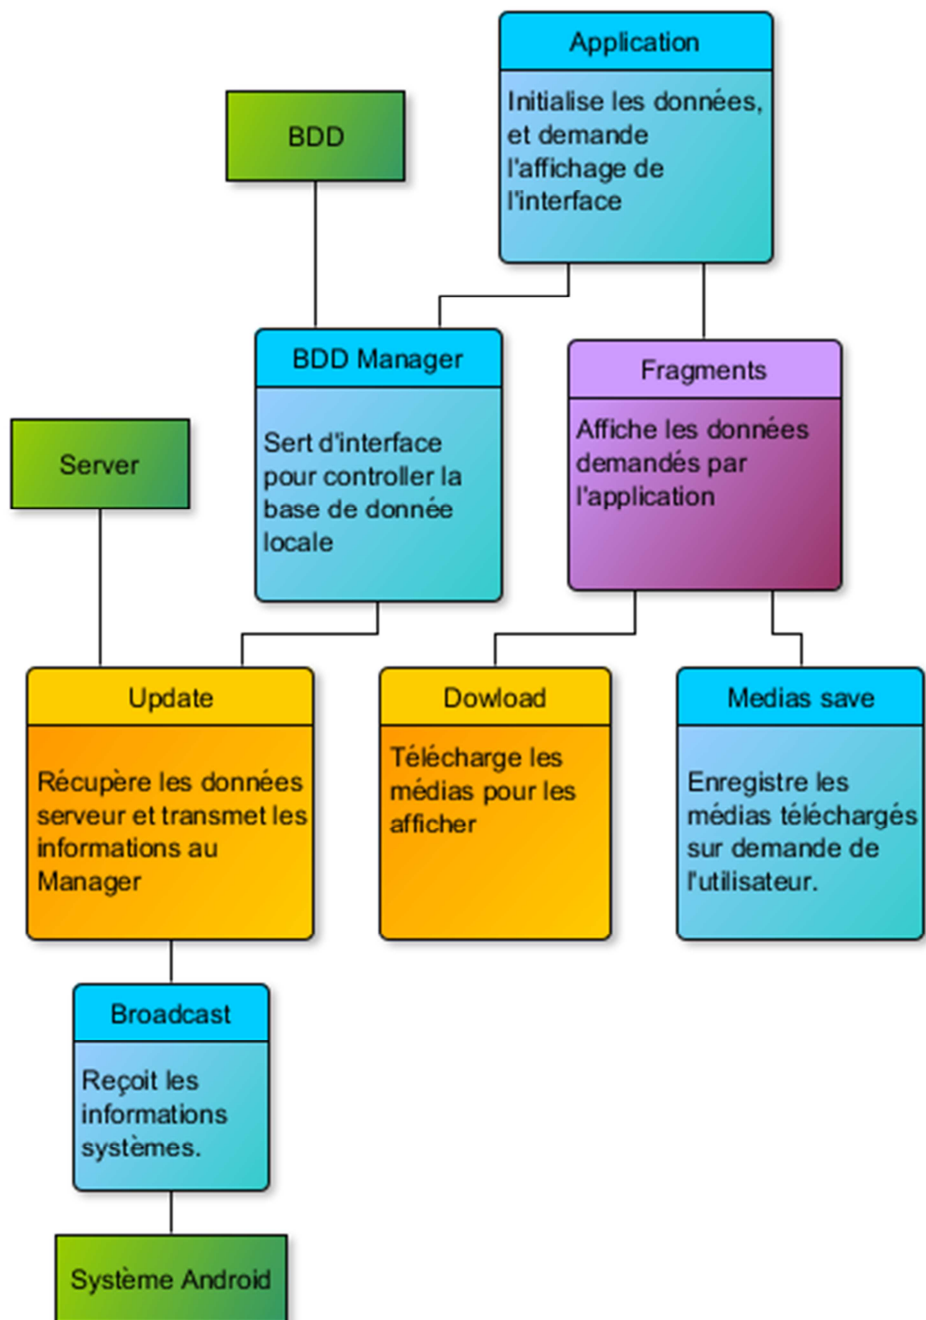 Application
Initialise les données,
et demande
l'affichage de
l'interface
BDD
BDD Manager
Sert d'interface
pour controller la
base de donnée
locale
Fragments
Affiche les données
demandés par
l'application
Server
Update
Récupère les données
serveur et transmet les
informations au
Manager
Dowload
Télécharge les
médias pour les
afficher
Medias save
Enregistre les
médias téléchargés
sur demande de
l'utilisateur.
Broadcast
Reçoit les
informations
systèmes.
Système Android